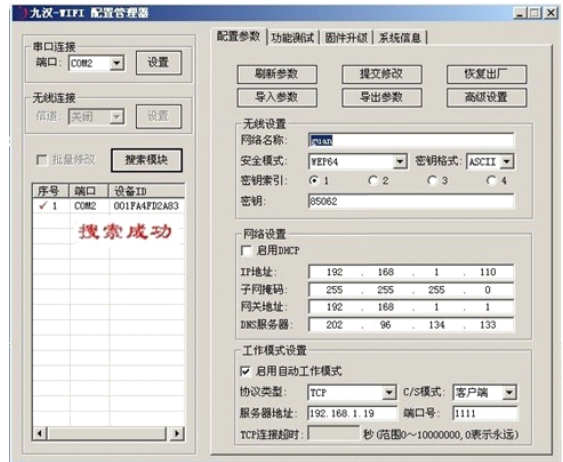 九汉-WIFI 配置管理器
串口连接
端口: COM2 设置
无线连接
信道: 关闭 设置
批量修改 搜索模块
序号 端口 设备ID
✓ 1 COM2 001FA4FD2A83
搜索成功
配置参数 功能测试 固件升级 系统信息
刷新参数 提交修改 恢复出厂
导入参数 导出参数 高级设置
无线设置
网络名称: guan
安全模式: WEP64 密钥格式: ASCII
密钥索引: 1 2 3 4
密钥: 85062
网络设置
启用DHCP
IP地址: 192 . 168 . 1 . 110
子网掩码: 255 . 255 . 255 . 0
网关地址: 192 . 168 . 1 . 1
DNS服务器: 202 . 96 . 134 . 133
工作模式设置
启用自动工作模式
协议类型: TCP C/S模式: 客户端
服务器地址: 192.168.1.19 端口号: 1111
TCP连接超时: 秒(范围0~10000000,0表示永远)